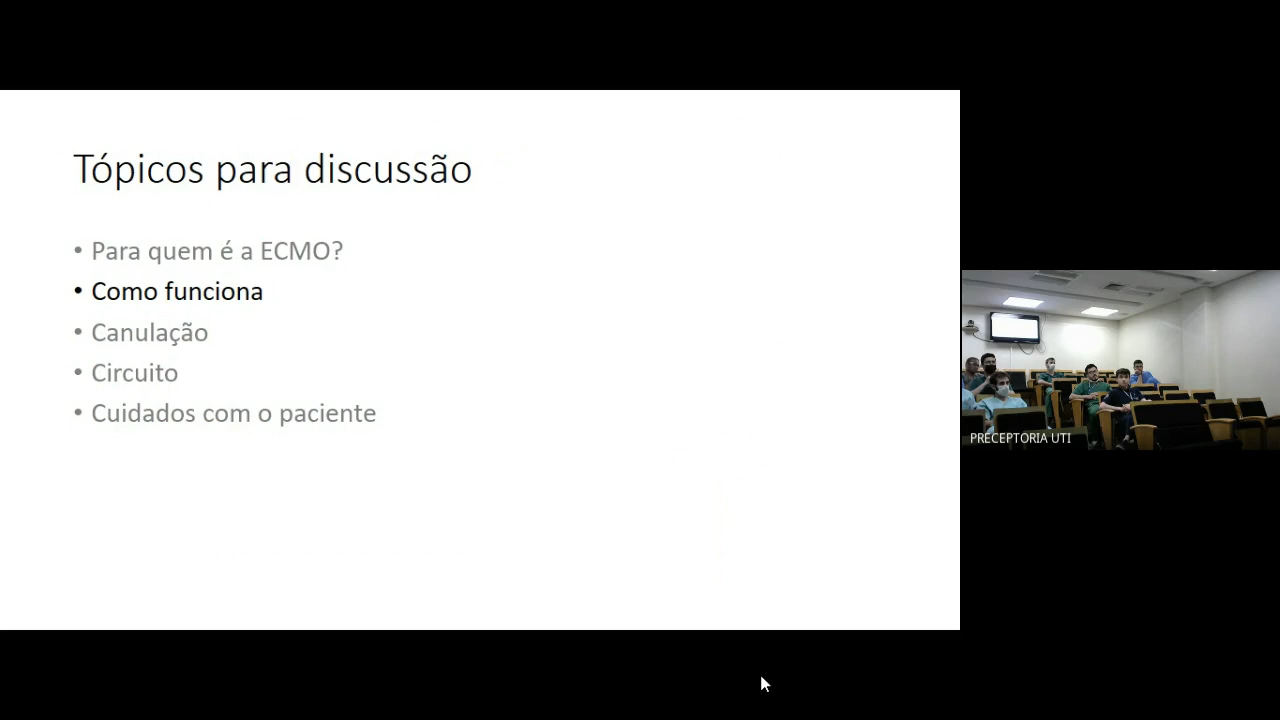 Tópicos para discussão
• Para quem é a ECMO?
• Como funciona
• Canulação
• Circuito
• Cuidados com o paciente
PRECEPTORIA UTI